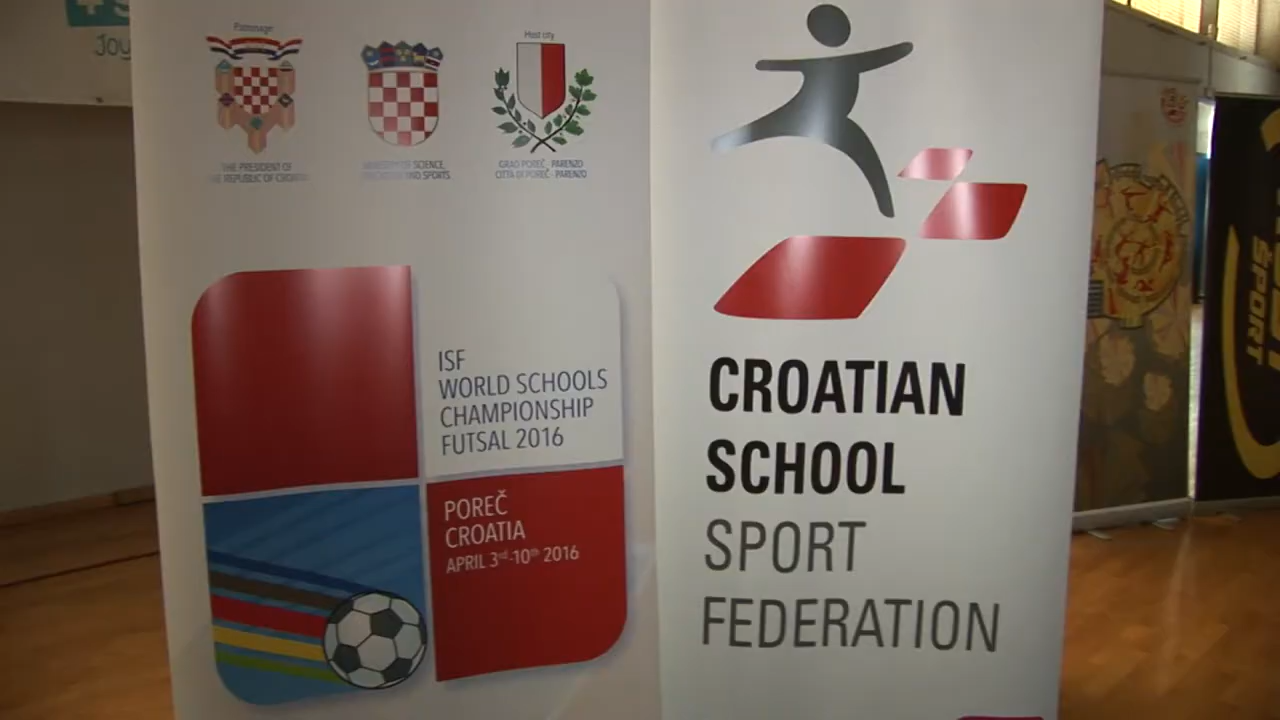 Joy
Patronage:
THE PRESIDENT OF
THE REPUBLIC OF CROATIA
MINISTRY OF SCIENCE,
EDUCATION AND SPORTS
Host city
GRAD POREČ - PARENZO
CITTÀ DI POREČ - PARENZO
ISF
WORLD SCHOOLS
CHAMPIONSHIP
FUTSAL 2016
POREČ
CROATIA
APRIL 3rd-10th 2016
CROATIAN
SCHOOL
SPORT
FEDERATION
ŠPORT